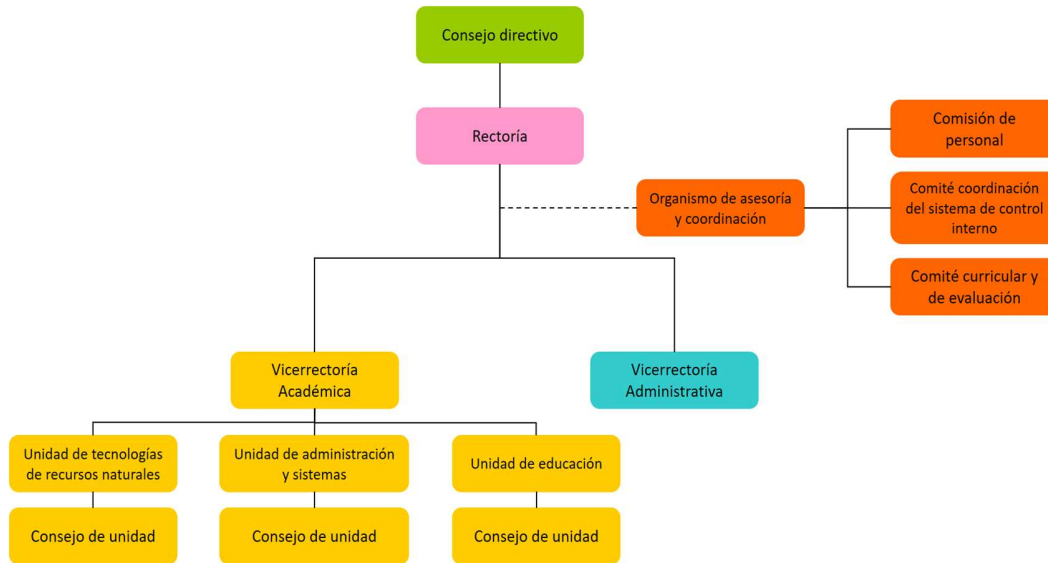 Consejo directivo
Rectoría
Comisión de
personal
Organismo de asesoría
y coordinación
Comité coordinación
del sistema de control
interno
Comité curricular y
de evaluación
Vicerrectoría
Académica
Vicerrectoría
Administrativa
Unidad de tecnologías
de recursos naturales
Unidad de administración
y sistemas
Unidad de educación
Consejo de unidad
Consejo de unidad
Consejo de unidad